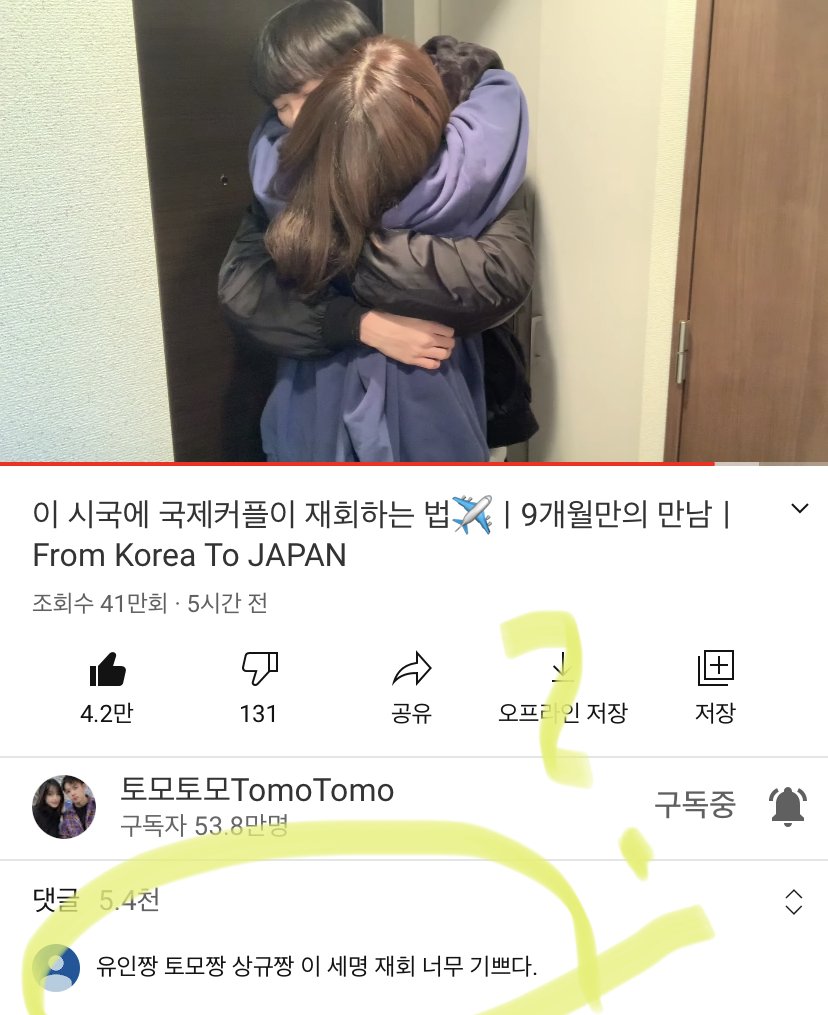 이 시국에 국제커플이 재회하는 법✈️ | 9개월만의 만남 |
From Korea To JAPAN
조회수 41만회 · 5시간 전
4.2만 131 공유 오프라인 저장 저장
토모토모TomoTomo
구독자 53.8만명
구독중
댓글 5.4천
유인짱 토모짱 상규짱 이 세명 재회 너무 기쁘다.
?